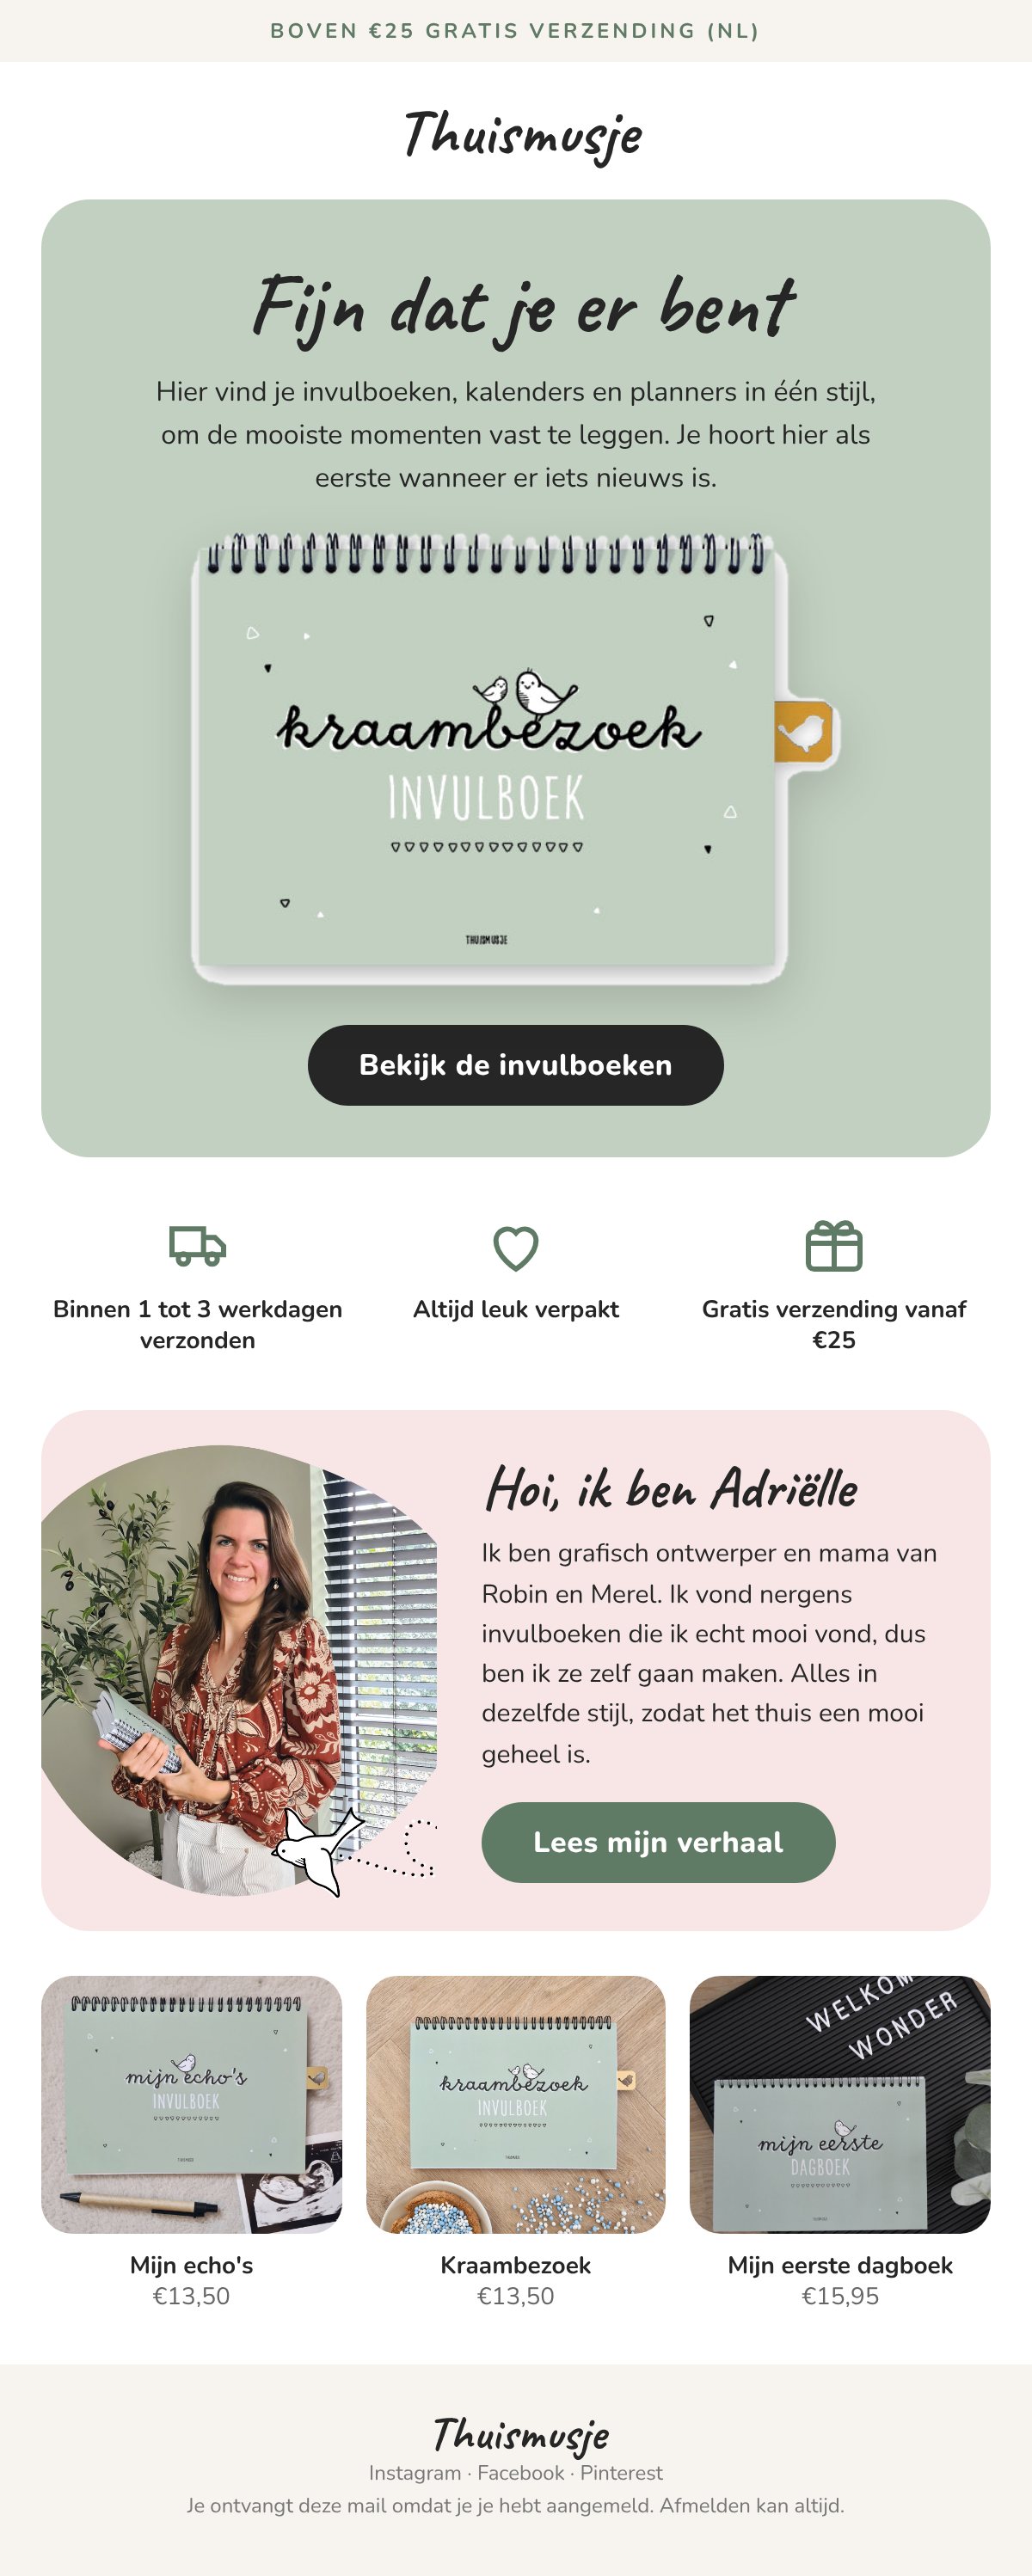 BOVEN €25 GRATIS VERZENDING (NL)
Thuismusje
Fijn dat je er bent
Hier vind je invulboeken, kalenders en planners in één stijl,
om de mooiste momenten vast te leggen. Je hoort hier als
eerste wanneer er iets nieuws is.
kraambezoek
INVULBOEK
THUISMUSJE
Bekijk de invulboeken
Binnen 1 tot 3 werkdagen
verzonden
Altijd leuk verpakt
Gratis verzending vanaf
€25
Hoi, ik ben Adriëlle
Ik ben grafisch ontwerper en mama van
Robin en Merel. Ik vond nergens
invulboeken die ik echt mooi vond, dus
ben ik ze zelf gaan maken. Alles in
dezelfde stijl, zodat het thuis een mooi
geheel is.
Lees mijn verhaal
mijn echo's
INVULBOEK
kraambezoek
INVULBOEK
WELKOM
WONDER
mijn eerste
DAGBOEK
Mijn echo's
€13,50
Kraambezoek
€13,50
Mijn eerste dagboek
€15,95
Thuismusje
Instagram · Facebook · Pinterest
Je ontvangt deze mail omdat je je hebt aangemeld. Afmelden kan altijd.